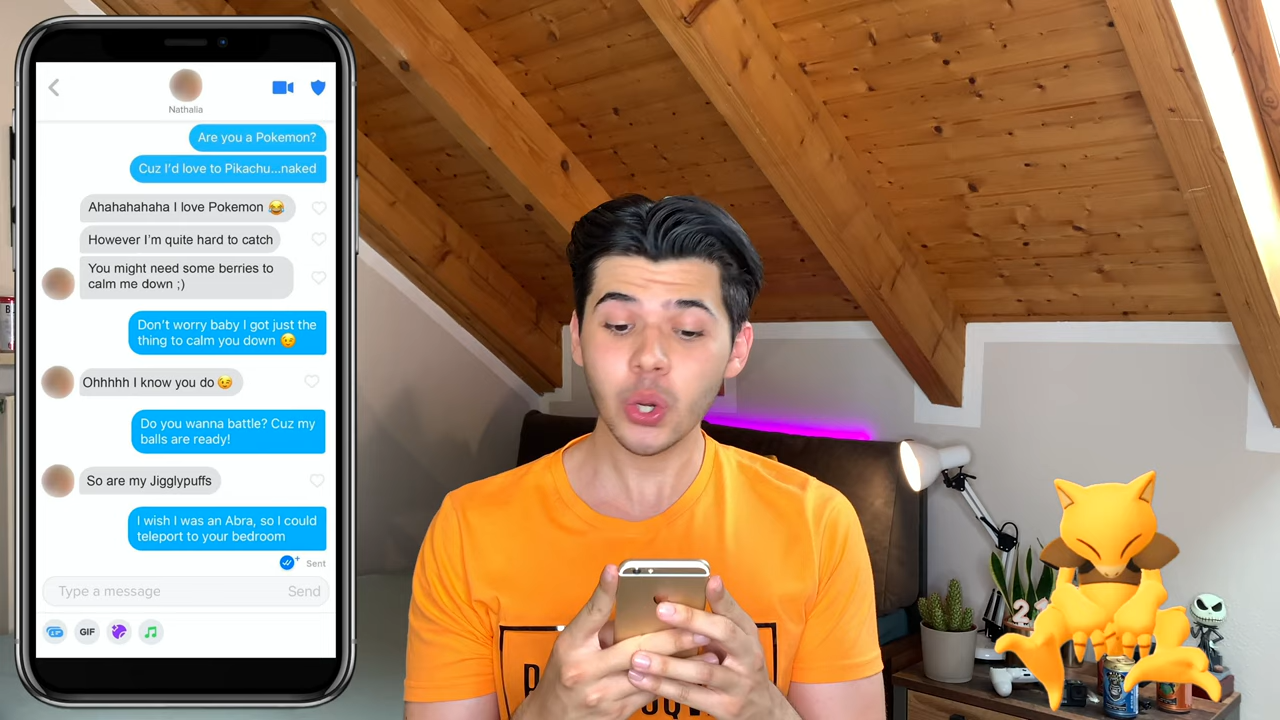 Nathalia
Are you a Pokemon?
Cuz I'd love to Pikachu...naked
Ahahahahaha I love Pokemon 😂
However I'm quite hard to catch
You might need some berries to
calm me down ;)
Don't worry baby I got just the
thing to calm you down 😉
Ohhhhh I know you do😉
Do you wanna battle? Cuz my
balls are ready!
So are my Jigglypuffs
I wish I was an Abra, so I could
teleport to your bedroom
Sent
Type a message
Send
GIF